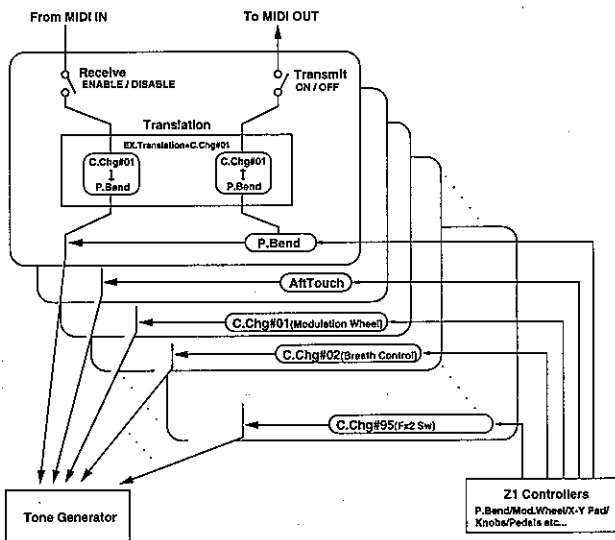 From MIDI IN
To MIDI OUT
Receive
ENABLE / DISABLE
Transmit
ON / OFF
Translation
EX.Translation=C.Chg#01
C.Chg#01
P.Bend
C.Chg#01
P.Bend
P.Bend
AftTouch
C.Chg#01(Modulation Wheel)
C.Chg#02(Breath Control)
C.Chg#95(Fx2 Sw)
Tone Generator
Z1 Controllers
P.Bend/Mod.Wheel/X-Y Pad/
Knobs/Pedals etc...